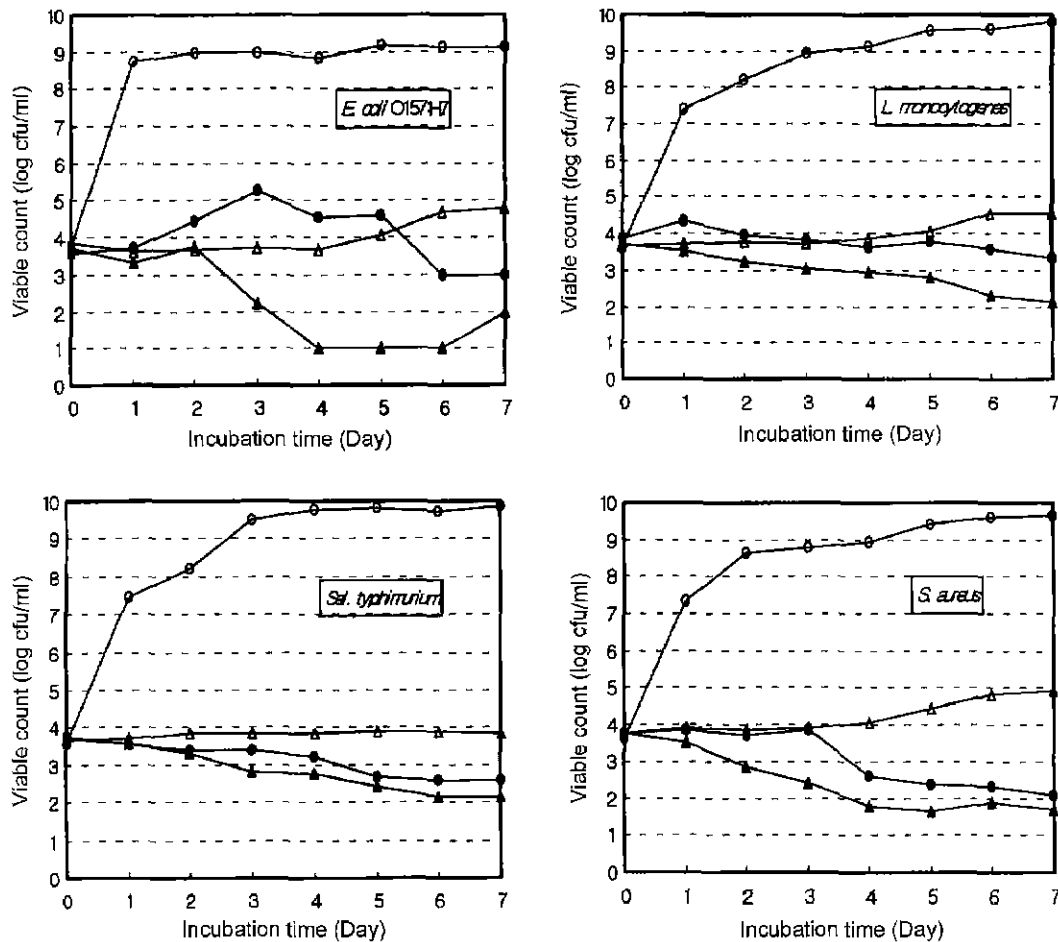 10
9
8
7
6
5
4
3
2
1
0
Viable count (log cfu/ml)
E. coli O157:H7
0 1 2 3 4 5 6 7
Incubation time (Day)
10
9
8
7
6
5
4
3
2
1
0
Viable count (log cfu/ml)
L. monocytogenes
0 1 2 3 4 5 6 7
Incubation time (Day)
10
9
8
7
6
5
4
3
2
1
0
Viable count (log cfu/ml)
Sal. typhimurium
0 1 2 3 4 5 6 7
Incubation time (Day)
10
9
8
7
6
5
4
3
2
1
0
Viable count (log cfu/ml)
S. aureus
0 1 2 3 4 5 6 7
Incubation time (Day)